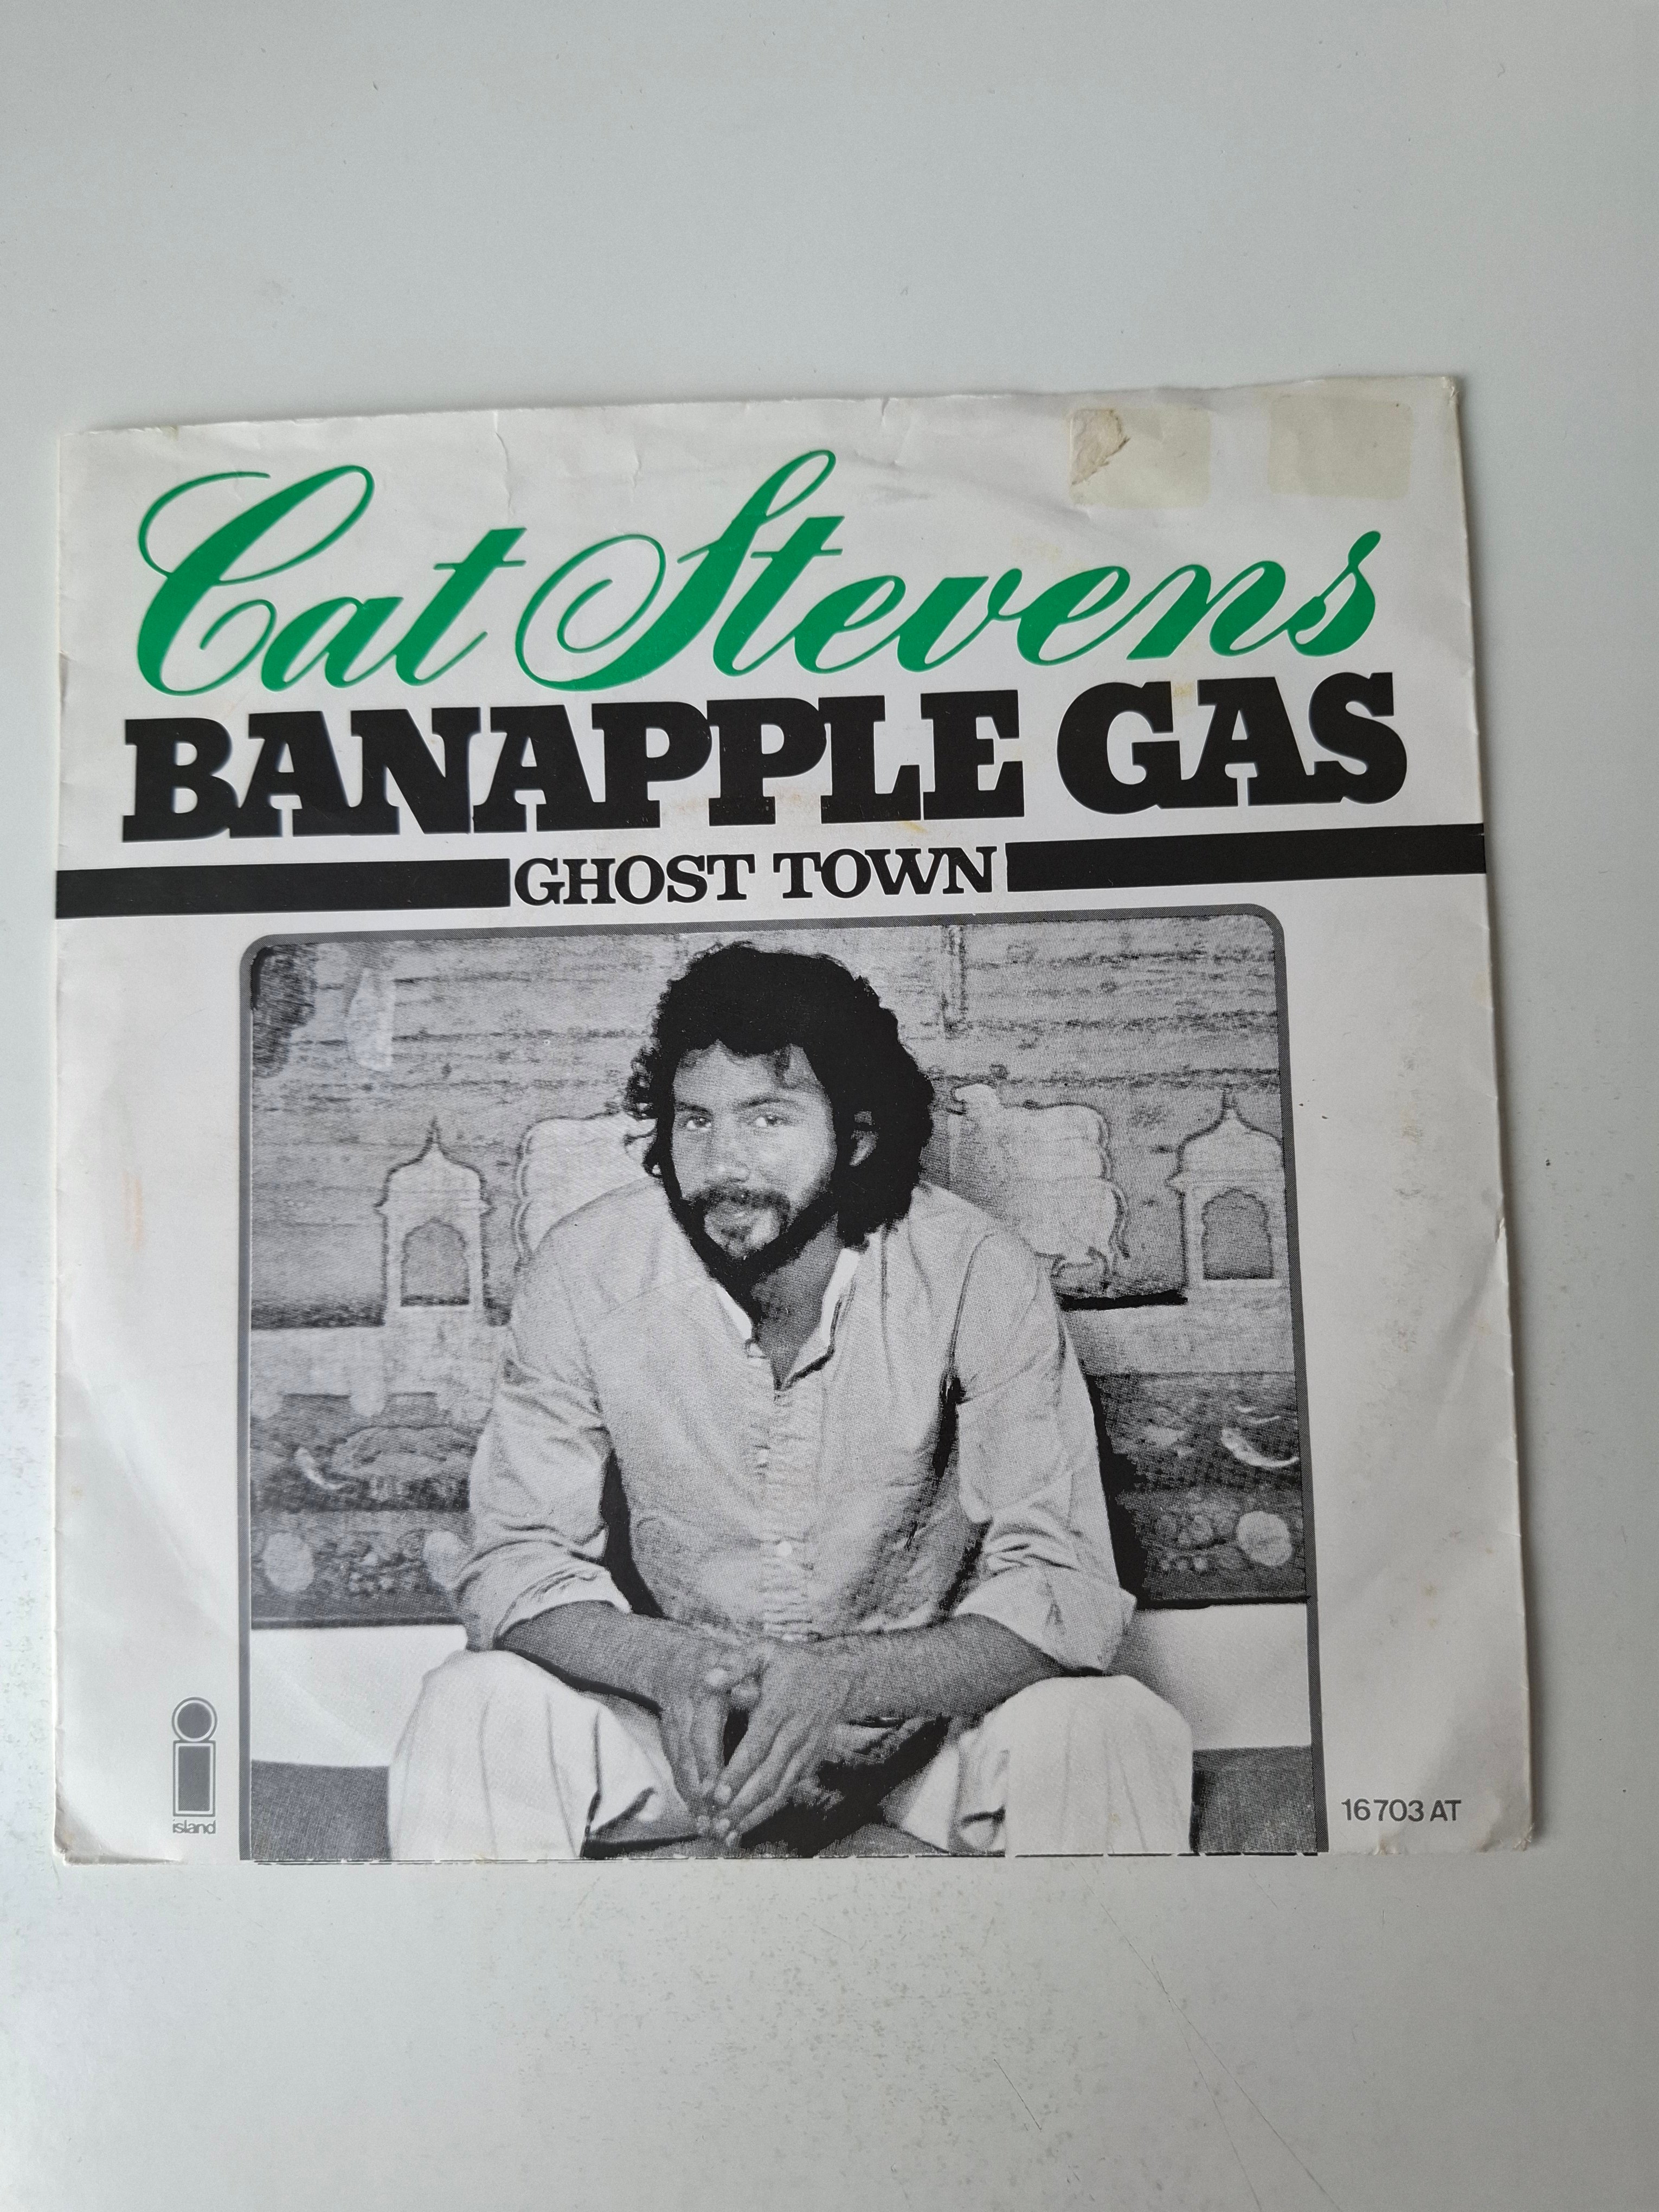 Cat Stevens
BANAPPLE GAS
GHOST TOWN
island
16 703 AT